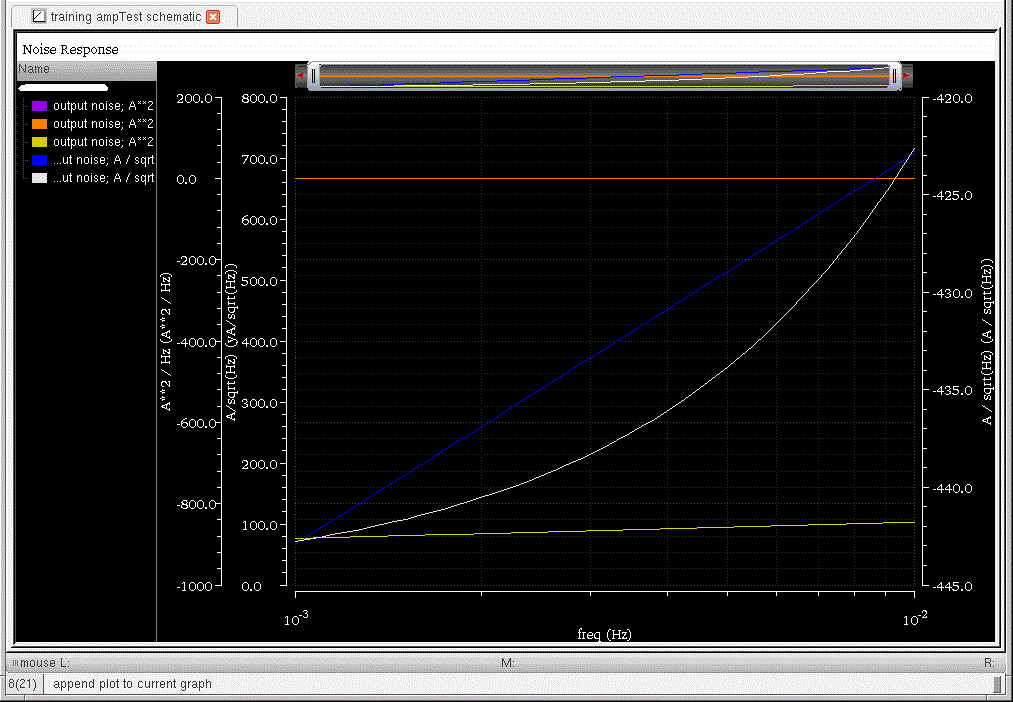 training ampTest schematic
Noise Response
Name
output noise; A**2
output noise; A**2
output noise; A**2
...ut noise; A / sqrt
...ut noise; A / sqrt
200.0
0.0
-200.0
-400.0
-600.0
-800.0
-1000
A**2 / Hz (A**2 / Hz)
800.0
700.0
600.0
500.0
400.0
300.0
200.0
100.0
0.0
A/sqrt(Hz) (yA/sqrt(Hz))
-420.0
-425.0
-430.0
-435.0
-440.0
-445.0
A / sqrt(Hz) (A / sqrt(Hz))
10-3
10-2
freq (Hz)
mouse L:
M:
R:
8(21)
append plot to current graph